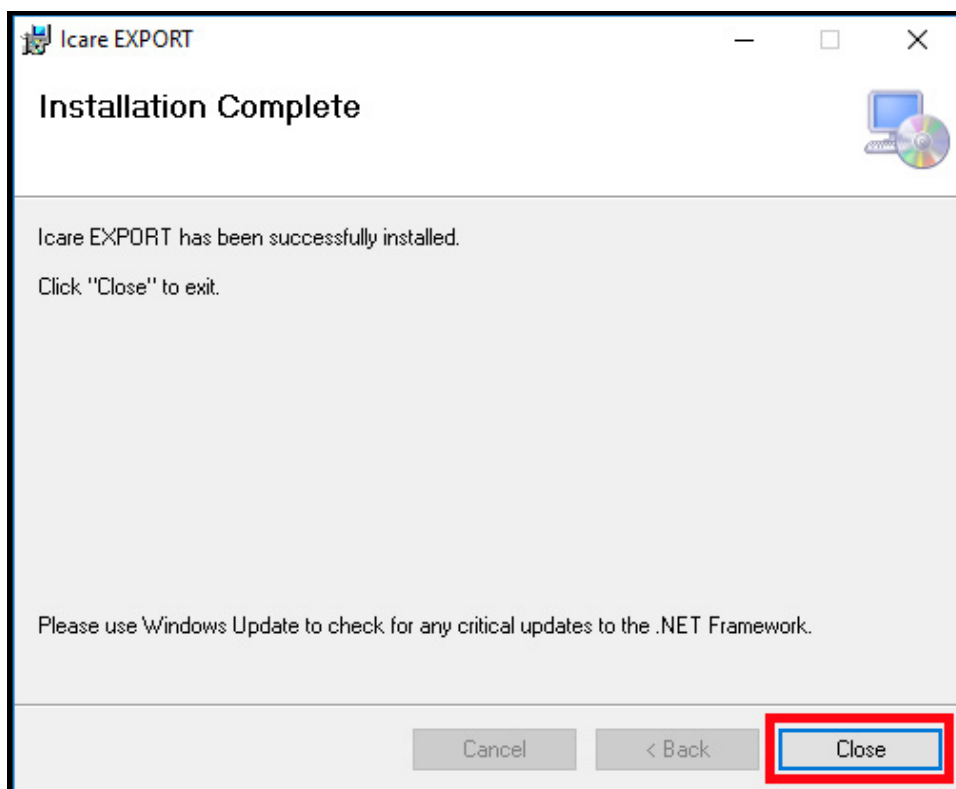 Icare EXPORT
Installation Complete
Icare EXPORT has been successfully installed.
Click "Close" to exit.
Please use Windows Update to check for any critical updates to the .NET Framework.
Cancel
< Back
Close